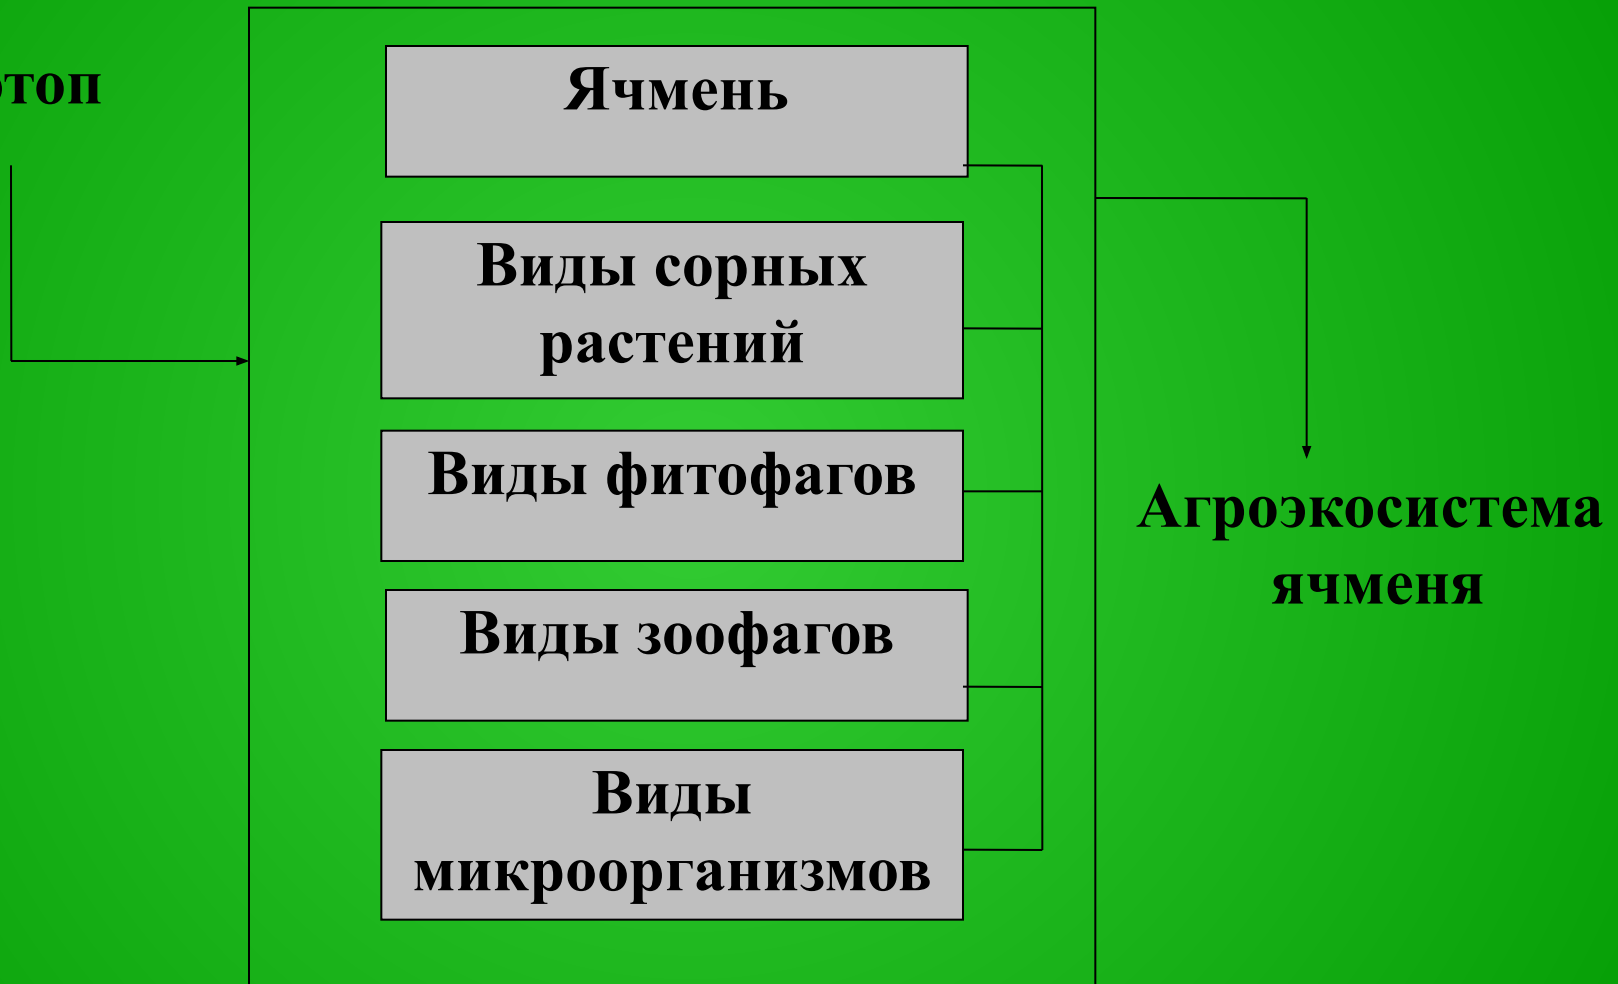 Ячмень
Виды сорных
растений
Виды фитофагов
Виды зоофагов
Виды
микроорганизмов
Агроэкосистема
ячменя